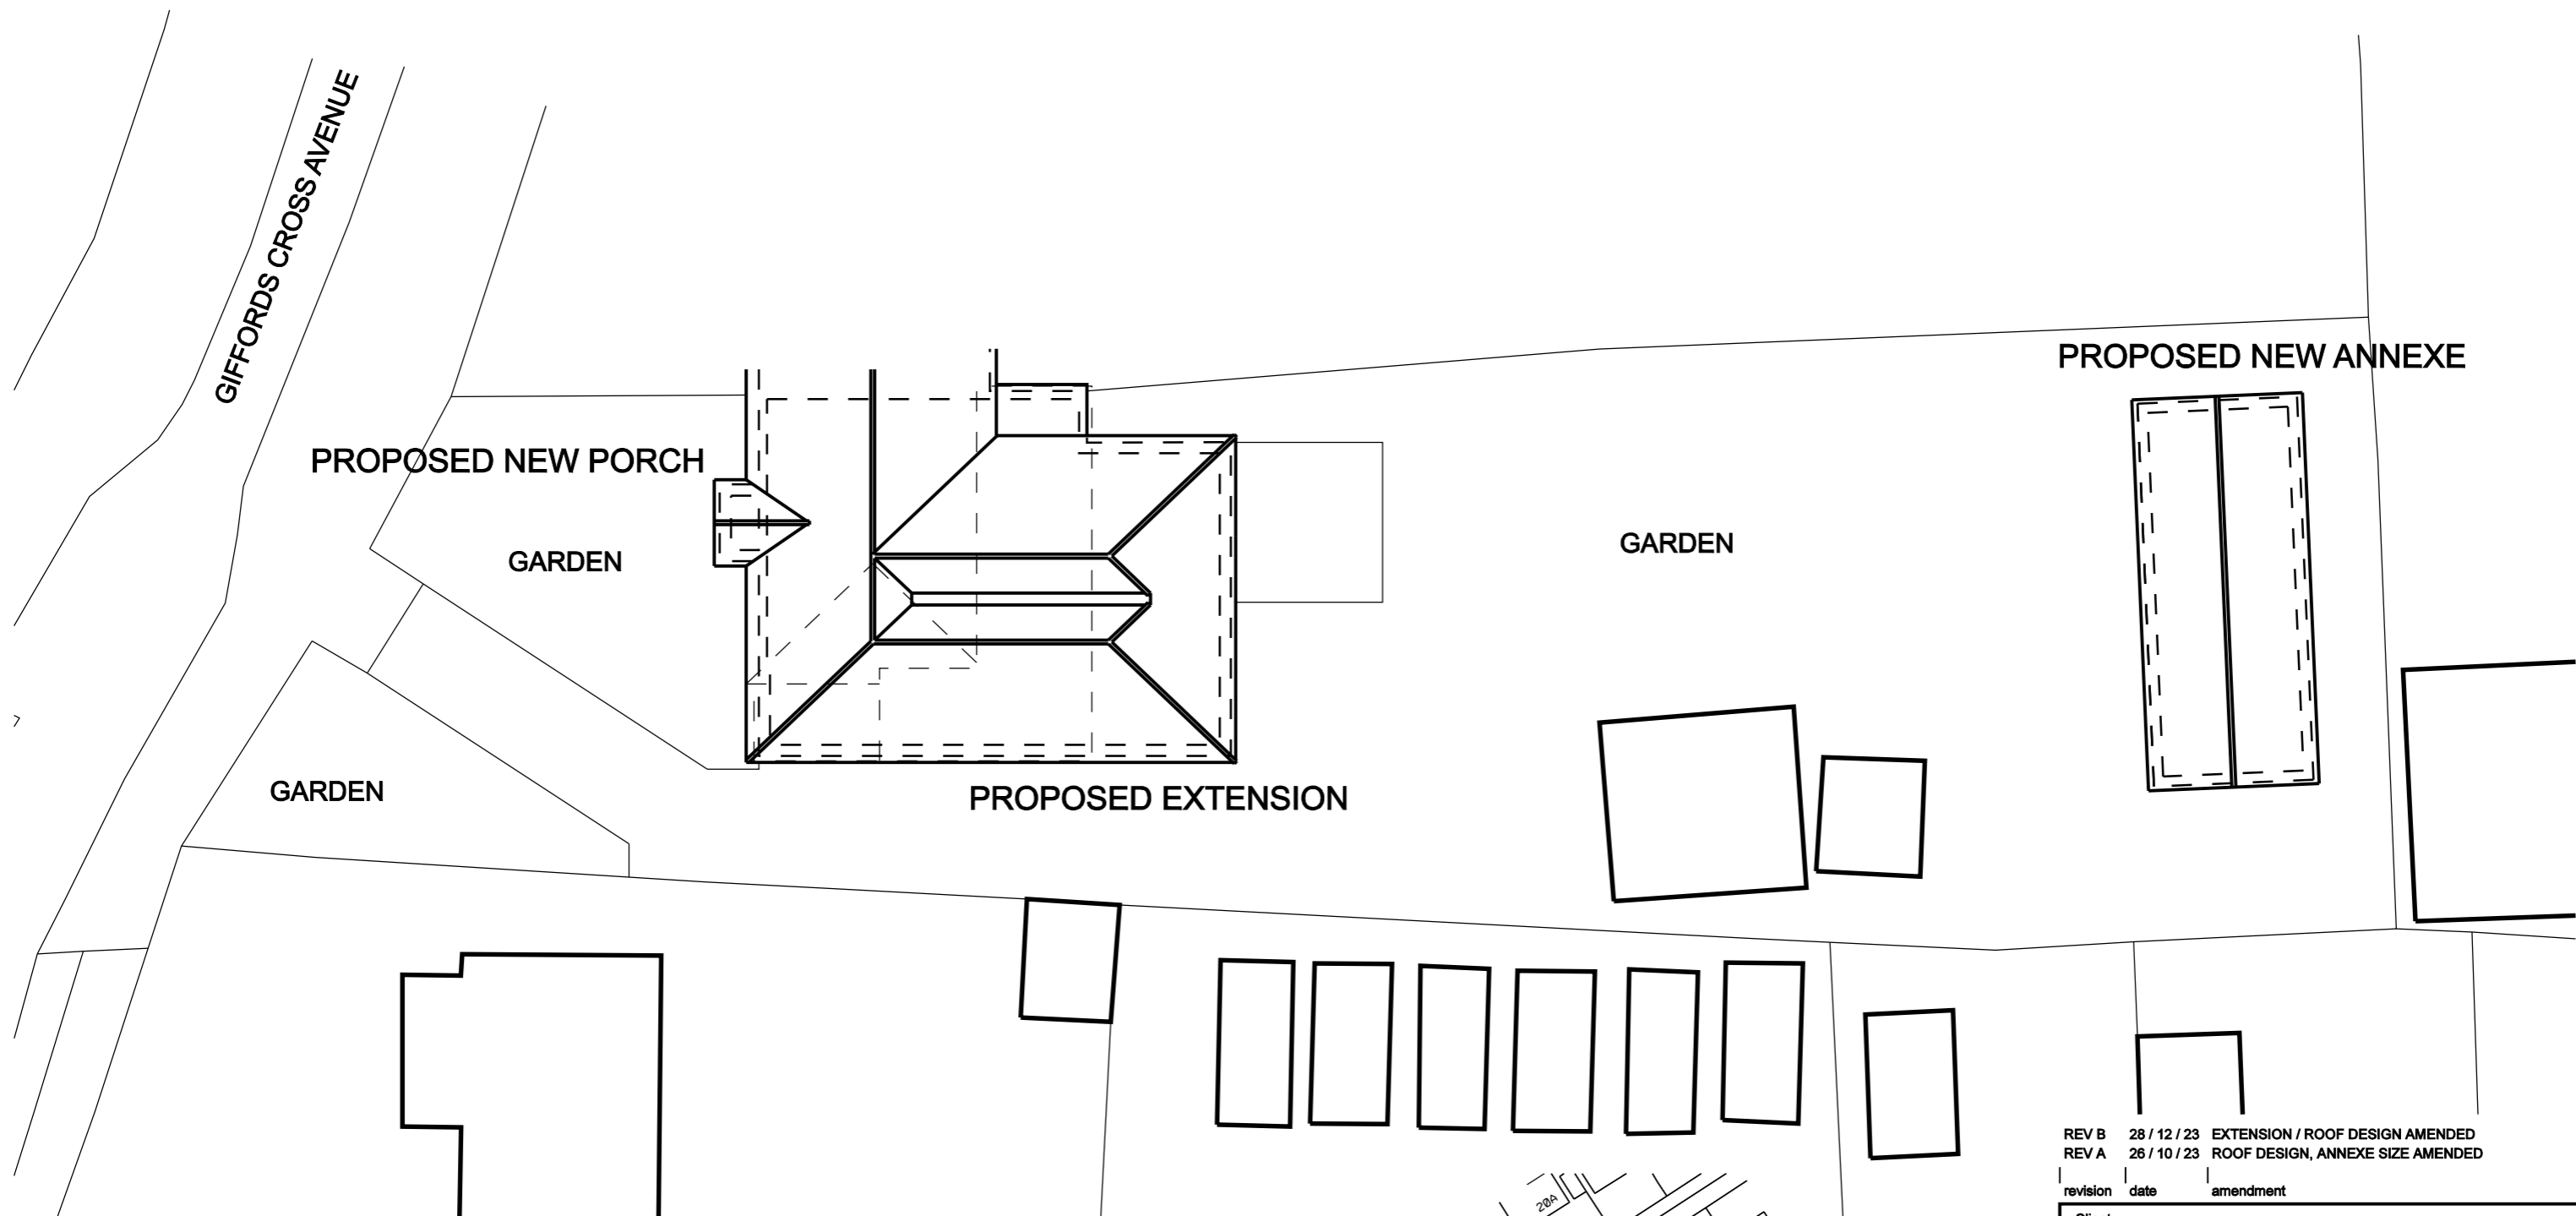 GIFFORDS CROSS AVENUE
PROPOSED NEW ANNEXE
PROPOSED NEW PORCH
GARDEN
GARDEN
GARDEN
PROPOSED EXTENSION
REV B 28 / 12 / 23 EXTENSION / ROOF DESIGN AMENDED
REV A 26 / 10 / 23 ROOF DESIGN, ANNEXE SIZE AMENDED
revision date amendment
20A